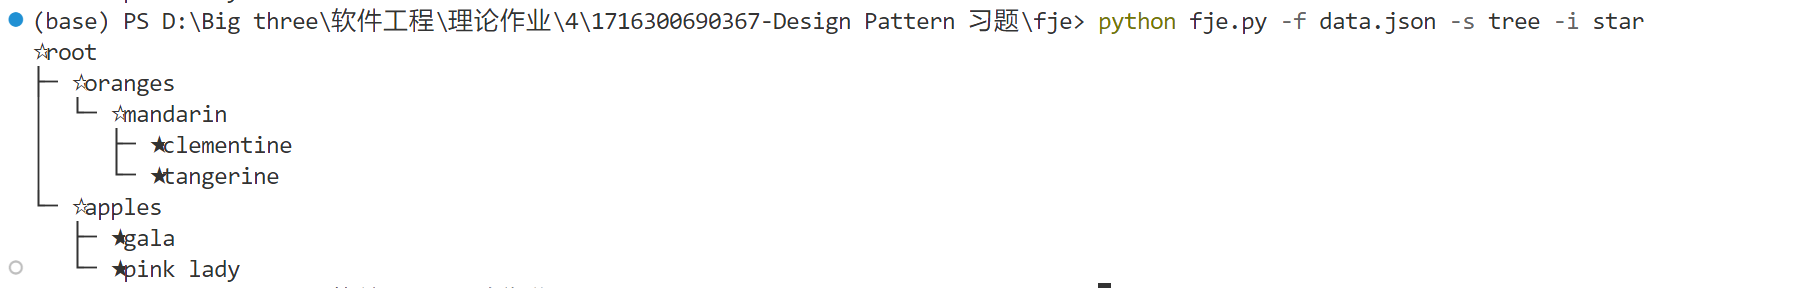 (base) PS D:\Big three\软件工程\理论作业\4\1716300690367-Design Pattern 习题\fje> python fje.py -f data.json -s tree -i star
☆root
├─ ☆oranges
│  └─ ☆mandarin
│     ├─ ★clementine
│     └─ ★tangerine
└─ ☆apples
   ├─ ★gala
   └─ ★pink lady